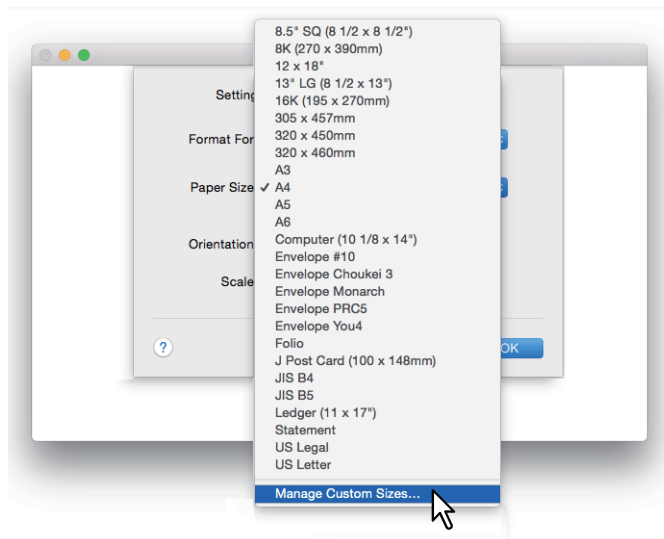 8.5" SQ (8 1/2 x 8 1/2")
8K (270 x 390mm)
12 x 18"
13" LG (8 1/2 x 13")
Setting
16K (195 x 270mm)
305 x 457mm
Format For
320 x 450mm
320 x 460mm
A3
Paper Size
✓ A4
A5
A6
Orientation
Computer (10 1/8 x 14")
Envelope #10
Envelope Choukei 3
Scale
Envelope Monarch
Envelope PRC5
Envelope You4
Folio
?
OK
J Post Card (100 x 148mm)
JIS B4
JIS B5
Ledger (11 x 17")
Statement
US Legal
US Letter
Manage Custom Sizes...